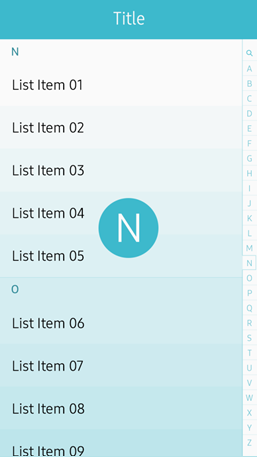 Title
N
List Item 01
List Item 02
List Item 03
List Item 04
N
List Item 05
O
List Item 06
List Item 07
List Item 08
List Item 09
A
B
C
D
E
F
G
H
I
J
K
L
M
N
O
P
Q
R
S
T
U
V
W
X
Y
Z